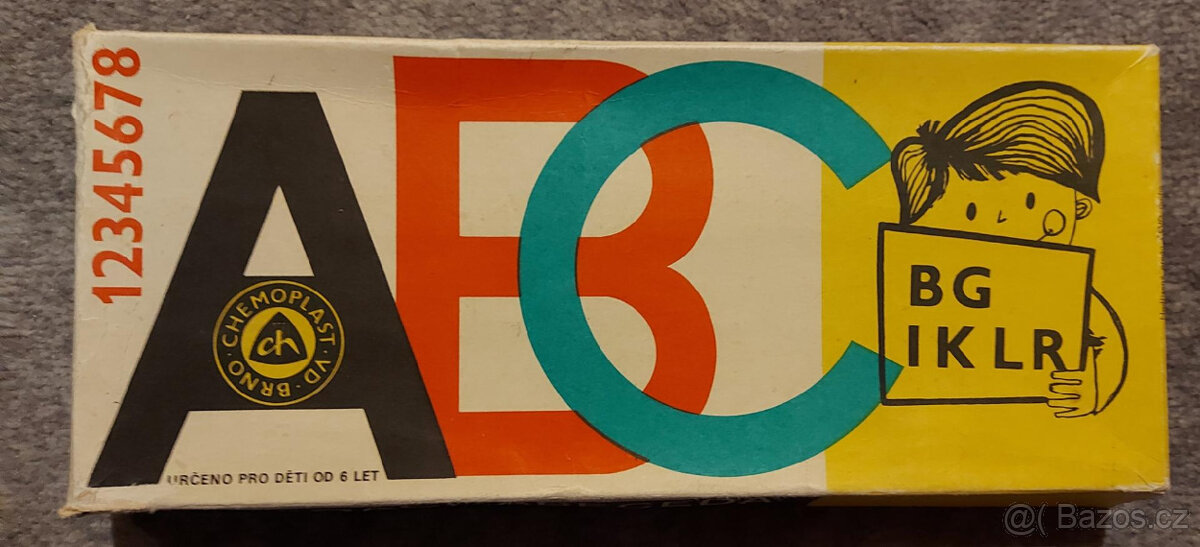 12345678
ABC
CHEMOPLAST · VD · BRNO ·
ch
URČENO PRO DĚTI OD 6 LET
BG
IKLR
@( Bazos.cz